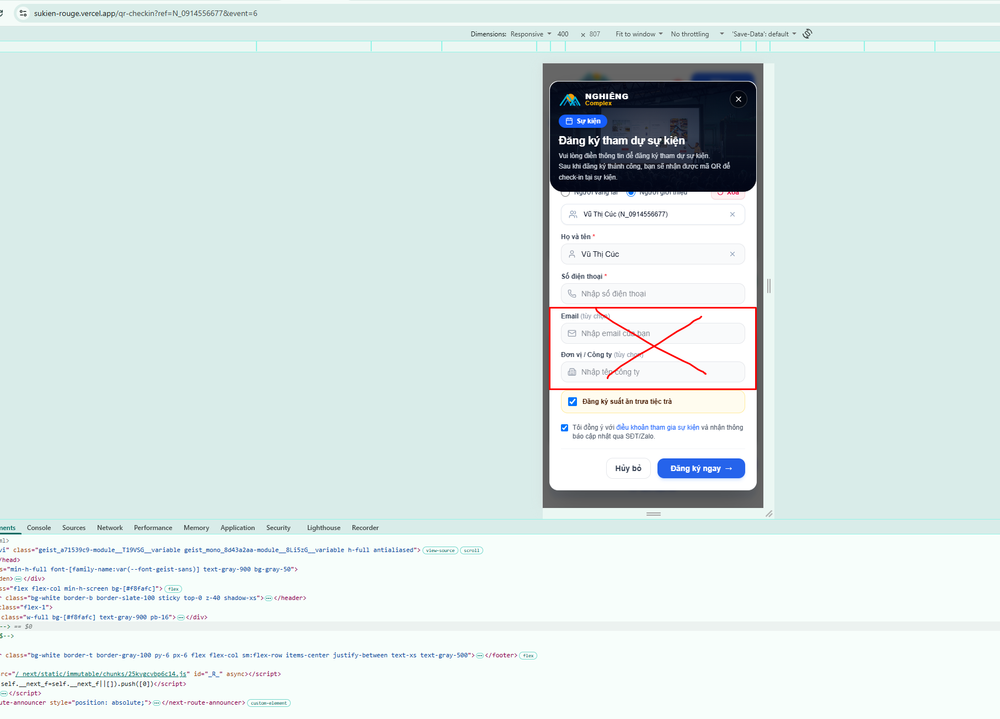 sukien-rouge.vercel.app/qr-checkin?ref=N_0914556677&event=6
Dimensions: Responsive 400 × 807 Fit to window No throttling 'Save-Data': default
NGHIÊNG
Complex
Sự kiện
Đăng ký tham dự sự kiện
Vui lòng điền thông tin để đăng ký tham dự sự kiện.
Sau khi đăng ký thành công, bạn sẽ nhận được mã QR để
check-in tại sự kiện.
Người vãng lai Người giới thiệu Xóa
Vũ Thị Cúc (N_0914556677)
Họ và tên *
Vũ Thị Cúc
Số điện thoại *
Nhập số điện thoại
Email (tùy chọn)
Nhập email của bạn
Đơn vị / Công ty (tùy chọn)
Nhập tên công ty
Đăng ký suất ăn trưa tiệc trà
Tôi đồng ý với điều khoản tham gia sự kiện và nhận thông
báo cập nhật qua SĐT/Zalo.
Hủy bỏ Đăng ký ngay →
ments Console Sources Network Performance Memory Application Security Lighthouse Recorder
ml>
vi" class="geist_a71539c9-module__T19VSG__variable geist_mono_8d43a2aa-module__8Li5zG__variable h-full antialiased"> view-source scroll
/head>
s="min-h-full font-[family-name:var(--font-geist-sans)] text-gray-900 bg-gray-50">
den>…</div>
ss="flex flex-col min-h-screen bg-[#f8fafc]"> flex
r class="bg-white border-b border-slate-100 sticky top-0 z-40 shadow-xs">…</header>
class="flex-1">
class="w-full bg-[#f8fafc] text-gray-900 pb-16">…</div>
--> == $0
$-->
r class="bg-white border-t border-gray-100 py-6 px-6 flex flex-col sm:flex-row items-center justify-between text-xs text-gray-500">…</footer> flex
rc="/_next/static/immutable/chunks/25kvgcvbp6c14.js" id="_R_" async></script>
self.__next_f=self.__next_f||[]).push([0])</script>
…</script>
ute-announcer style="position: absolute;">…</next-route-announcer> custom-element